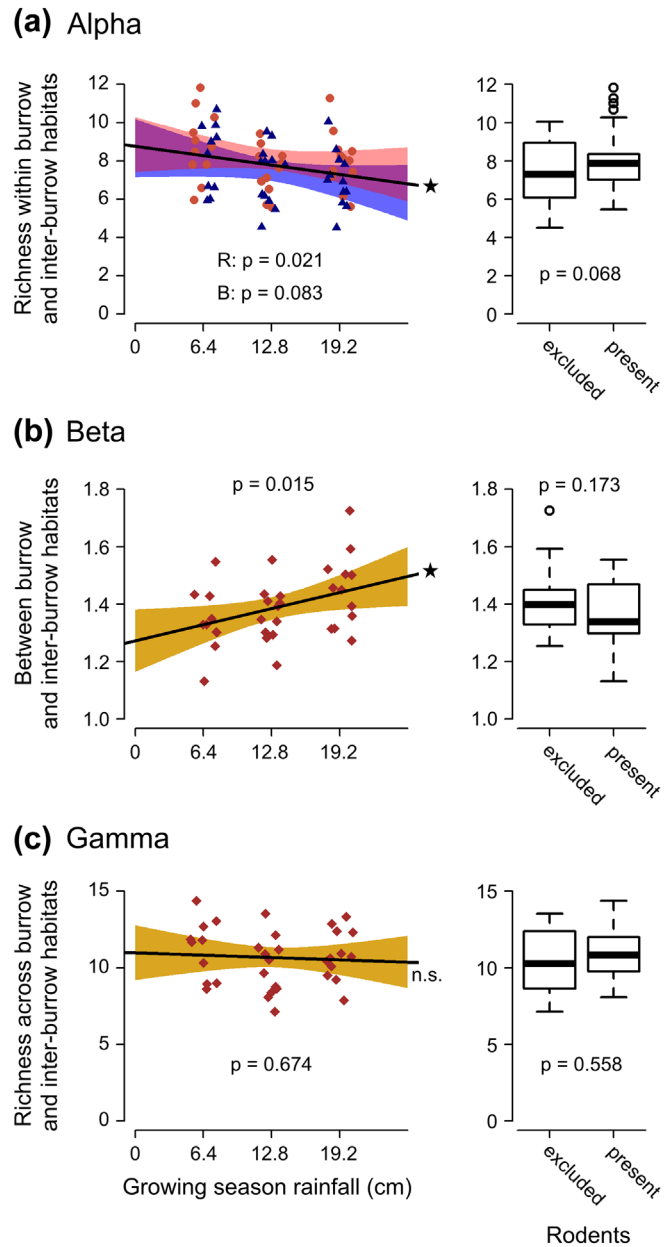 (a) Alpha
Richness within burrow
and inter-burrow habitats
12
10
8
6
4
2
0
R: p = 0.021
B: p = 0.083
0 6.4 12.8 19.2
12
10
8
6
4
2
0
p = 0.068
excluded
present
(b) Beta
Between burrow
and inter-burrow habitats
1.8
1.6
1.4
1.2
1.0
p = 0.015
0 6.4 12.8 19.2
1.8
1.6
1.4
1.2
1.0
p = 0.173
excluded
present
(c) Gamma
Richness across burrow
and inter-burrow habitats
15
10
5
0
n.s.
p = 0.674
0 6.4 12.8 19.2
Growing season rainfall (cm)
15
10
5
0
p = 0.558
excluded
present
Rodents